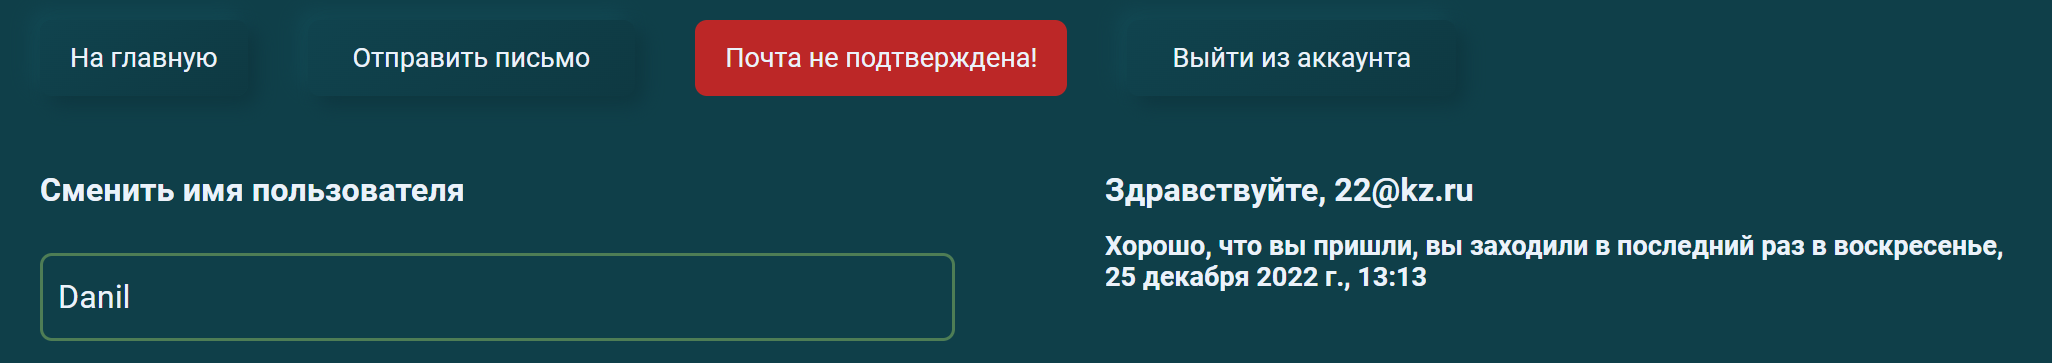 На главную
Отправить письмо
Почта не подтверждена!
Выйти из аккаунта
Сменить имя пользователя
Danil
Здравствуйте, 22@kz.ru
Хорошо, что вы пришли, вы заходили в последний раз в воскресенье,
25 декабря 2022 г., 13:13